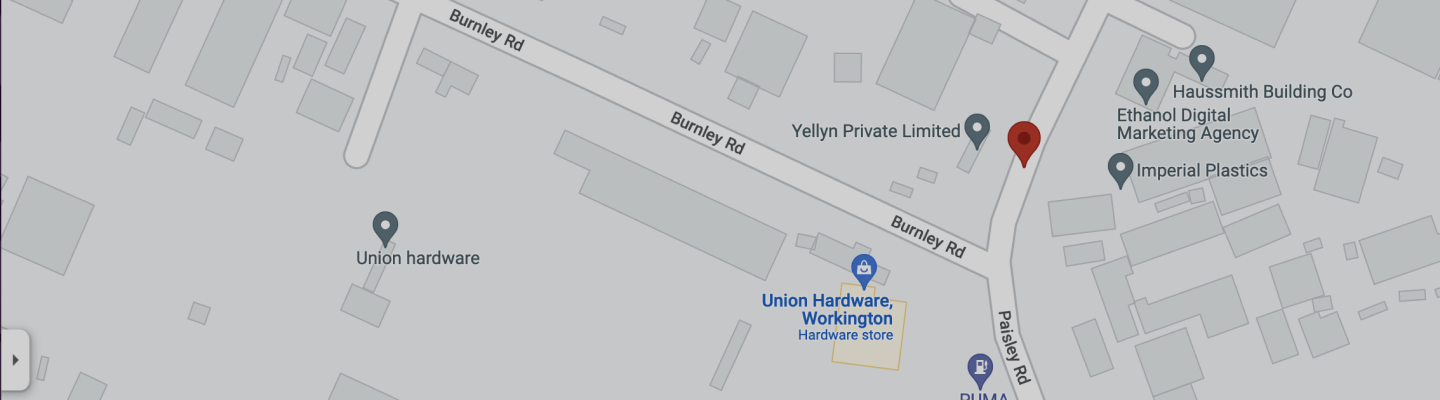 Burnley Rd
Haussmith Building Co
Ethanol Digital
Marketing Agency
Burnley Rd
Yellyn Private Limited
Imperial Plastics
Burnley Rd
Union hardware
Union Hardware,
Workington
Hardware store
Paisley Rd
PUMA